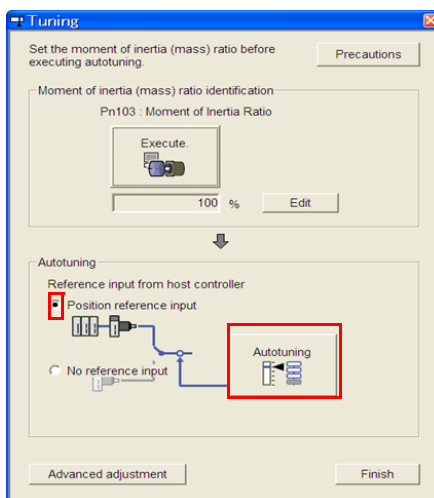 Tuning
Set the moment of inertia (mass) ratio before
executing autotuning.
Precautions
Moment of inertia (mass) ratio identification
Pn103 : Moment of Inertia Ratio
Execute.
100 %
Edit
Autotuning
Reference input from host controller
Position reference input
No reference input
Autotuning
Advanced adjustment
Finish